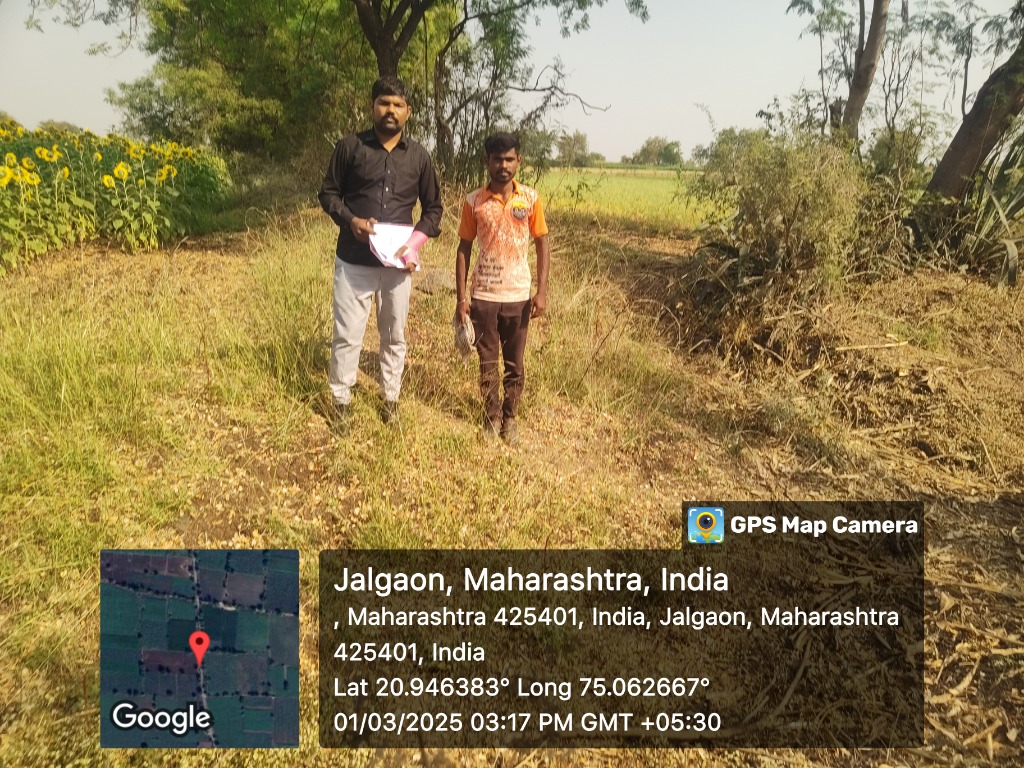 GPS Map Camera
Jalgaon, Maharashtra, India
, Maharashtra 425401, India, Jalgaon, Maharashtra
425401, India
Lat 20.946383° Long 75.062667°
01/03/2025 03:17 PM GMT +05:30
Google